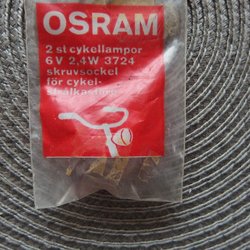 OSRAM
2 st cykellampor
6 V 2,4W 3724
skruvsockel
för cykel-
strålkastare